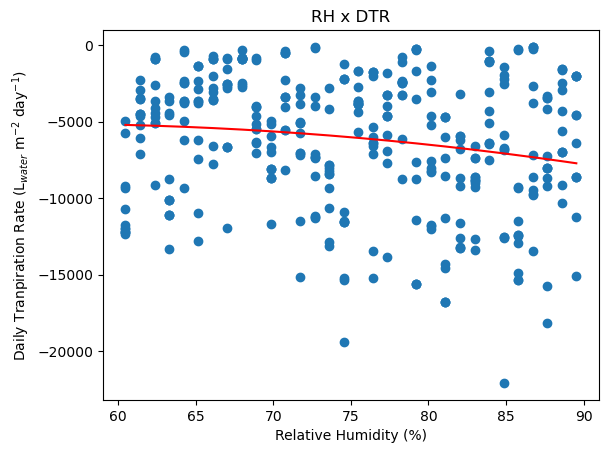 RH x DTR
0
−5000
−10000
−15000
−20000
Daily Tranpiration Rate (L_water m⁻² day⁻¹)
60 65 70 75 80 85 90
Relative Humidity (%)